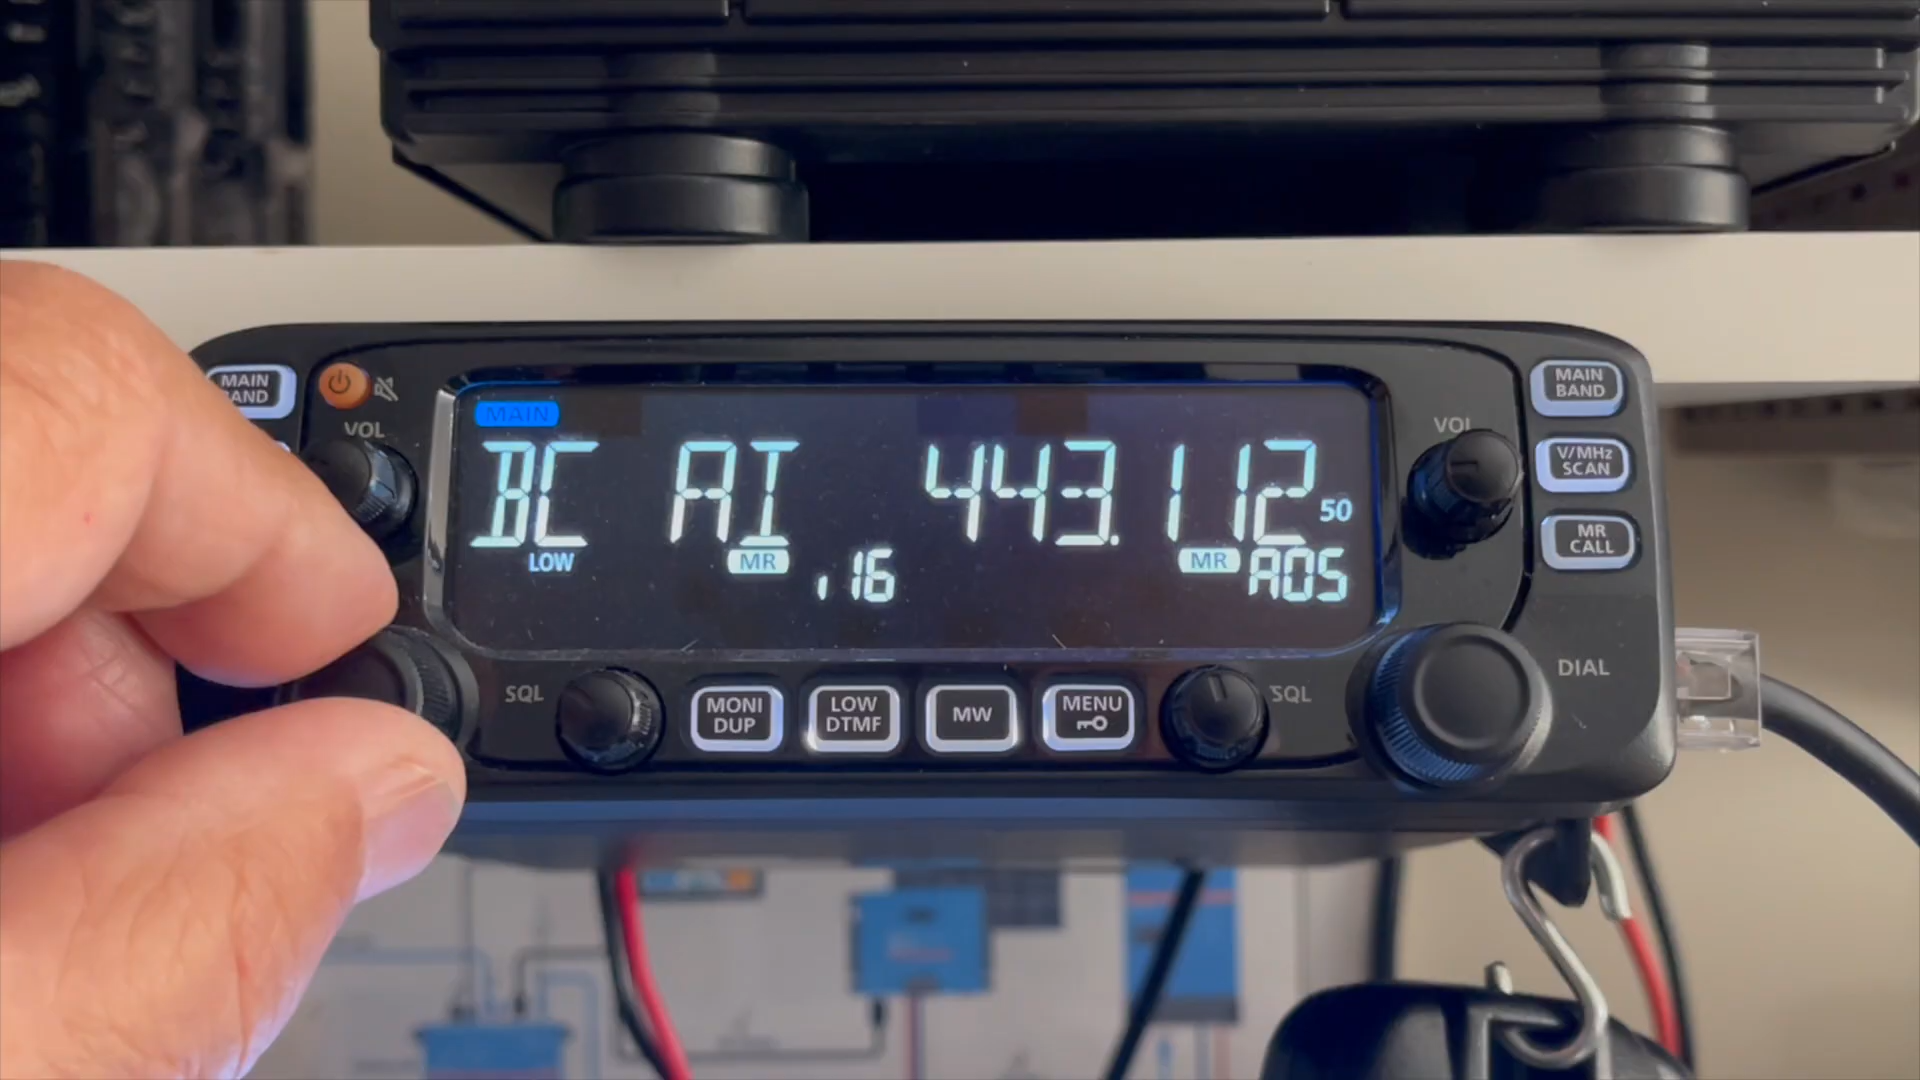 MAIN BAND
VOL
MAIN
BC AI
443.112
50
LOW
MR
16
MR
A05
VOL
MAIN BAND
V/MHz SCAN
MR CALL
SQL
MONI DUP
LOW DTMF
MW
MENU
SQL
DIAL